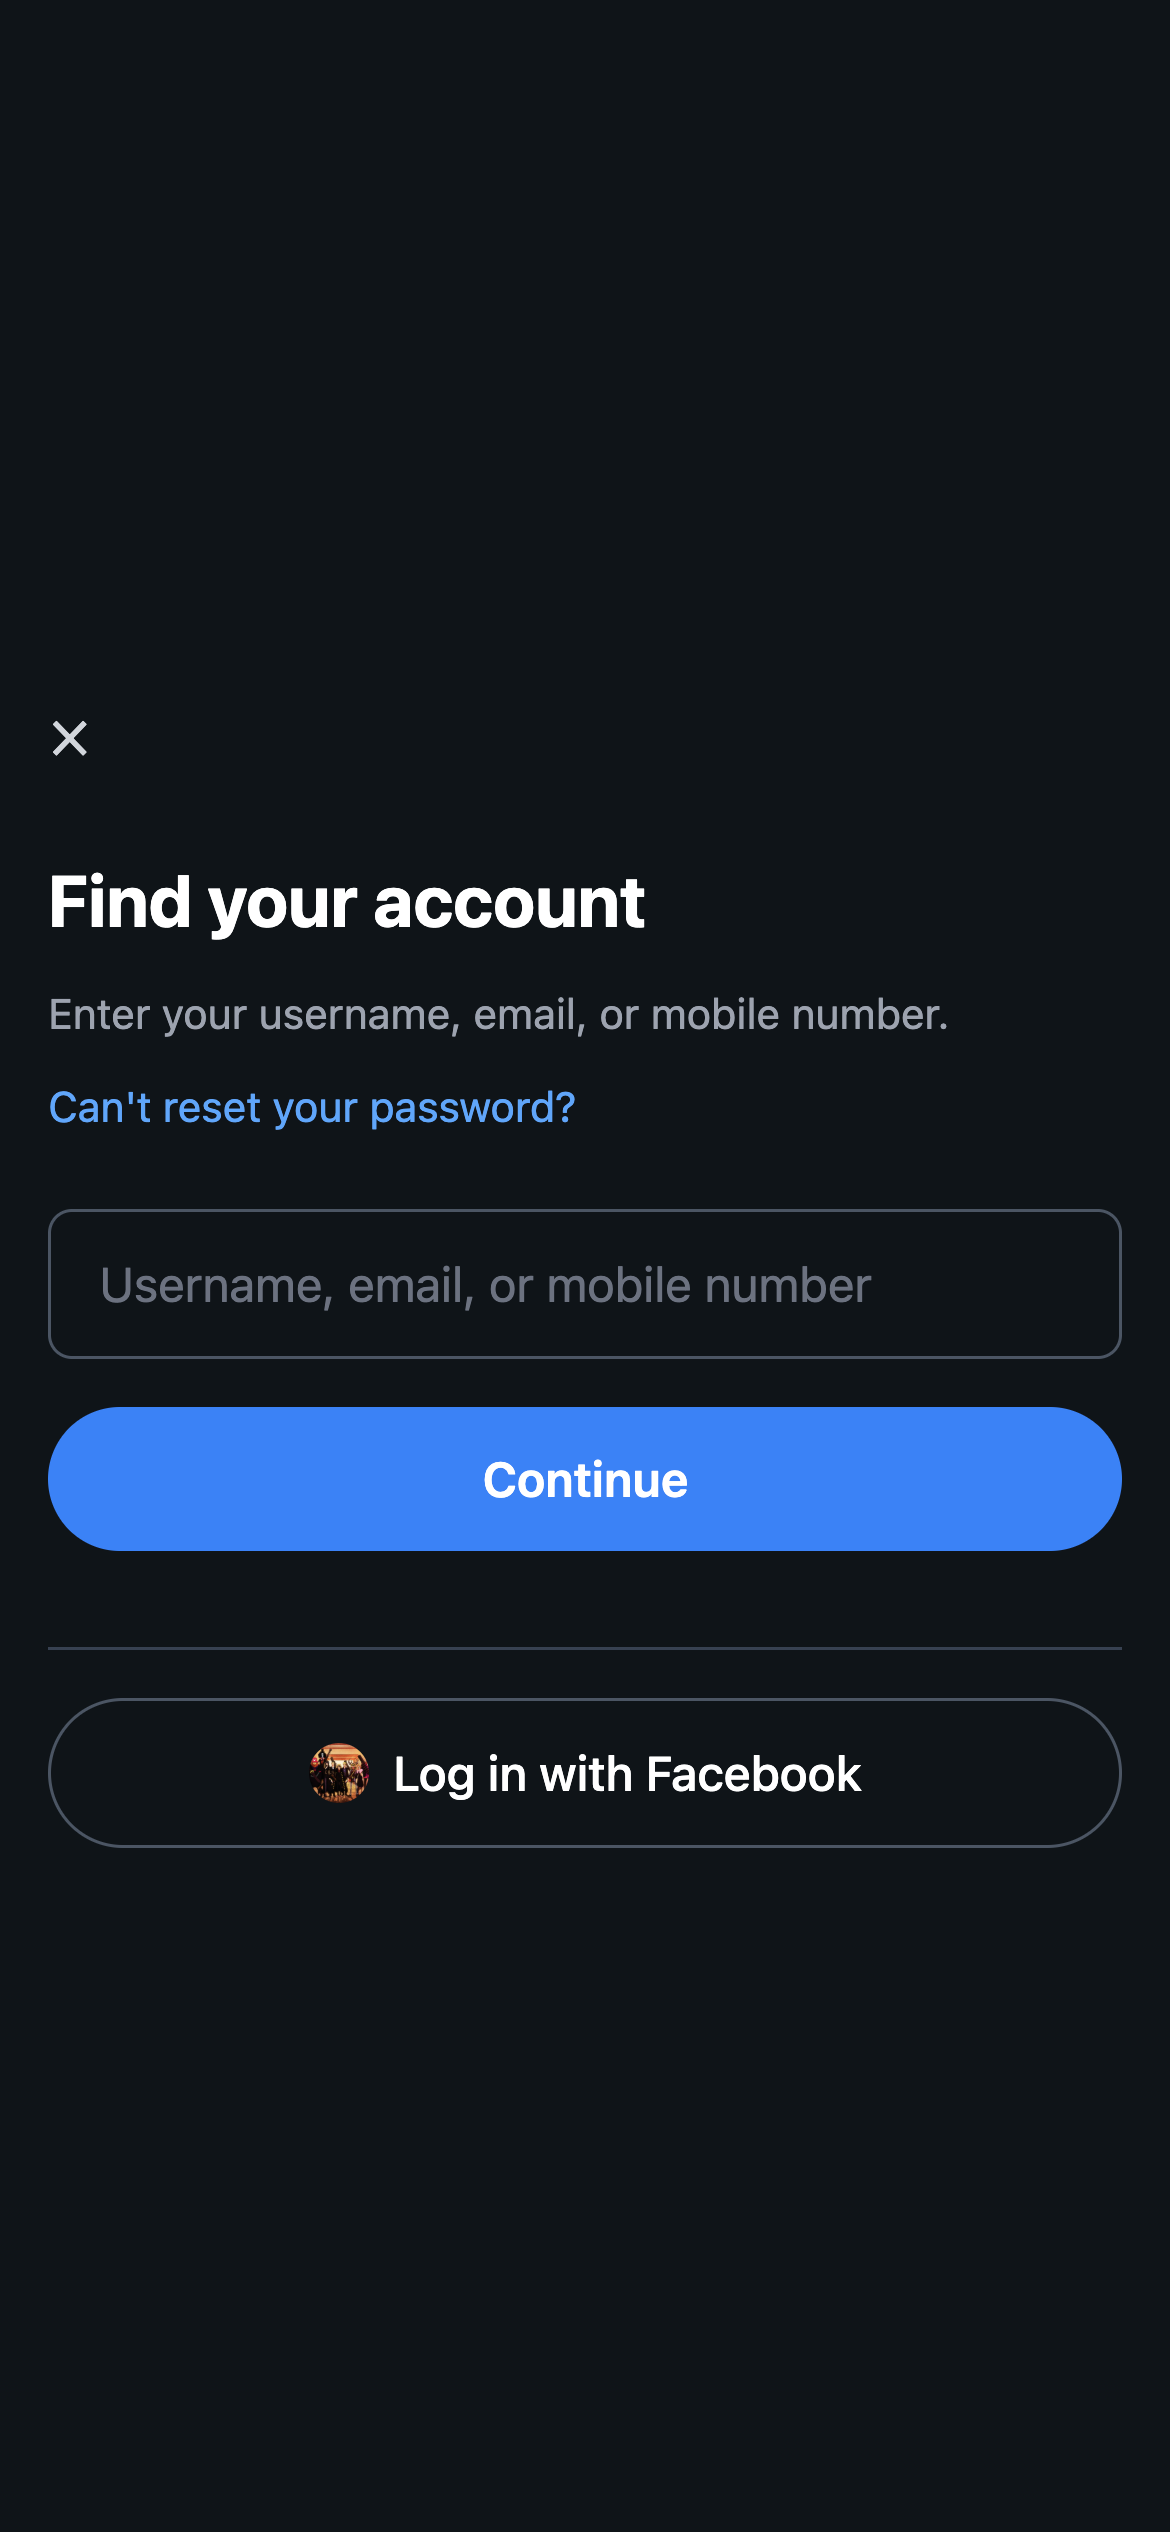 Find your account
Enter your username, email, or mobile number.
Can't reset your password?
Username, email, or mobile number
Continue
Log in with Facebook